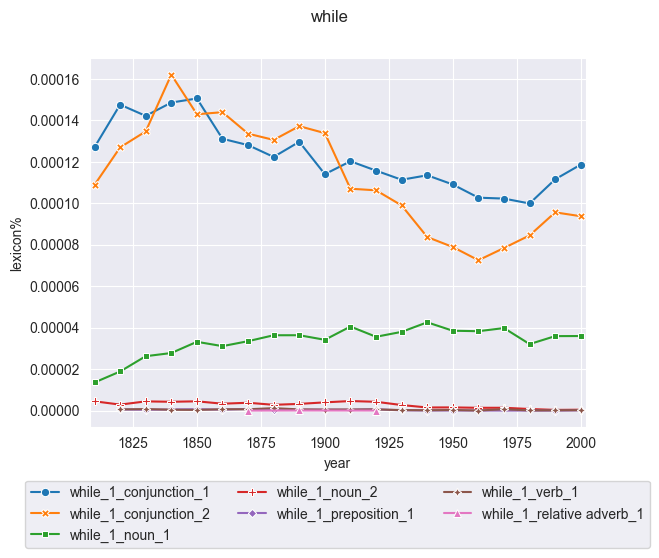 while
0.00016
0.00014
0.00012
0.00010
0.00008
0.00006
0.00004
0.00002
0.00000
lexicon%
1825 1850 1875 1900 1925 1950 1975 2000
year
while_1_conjunction_1 while_1_noun_2 while_1_verb_1
while_1_conjunction_2 while_1_preposition_1 while_1_relative adverb_1
while_1_noun_1